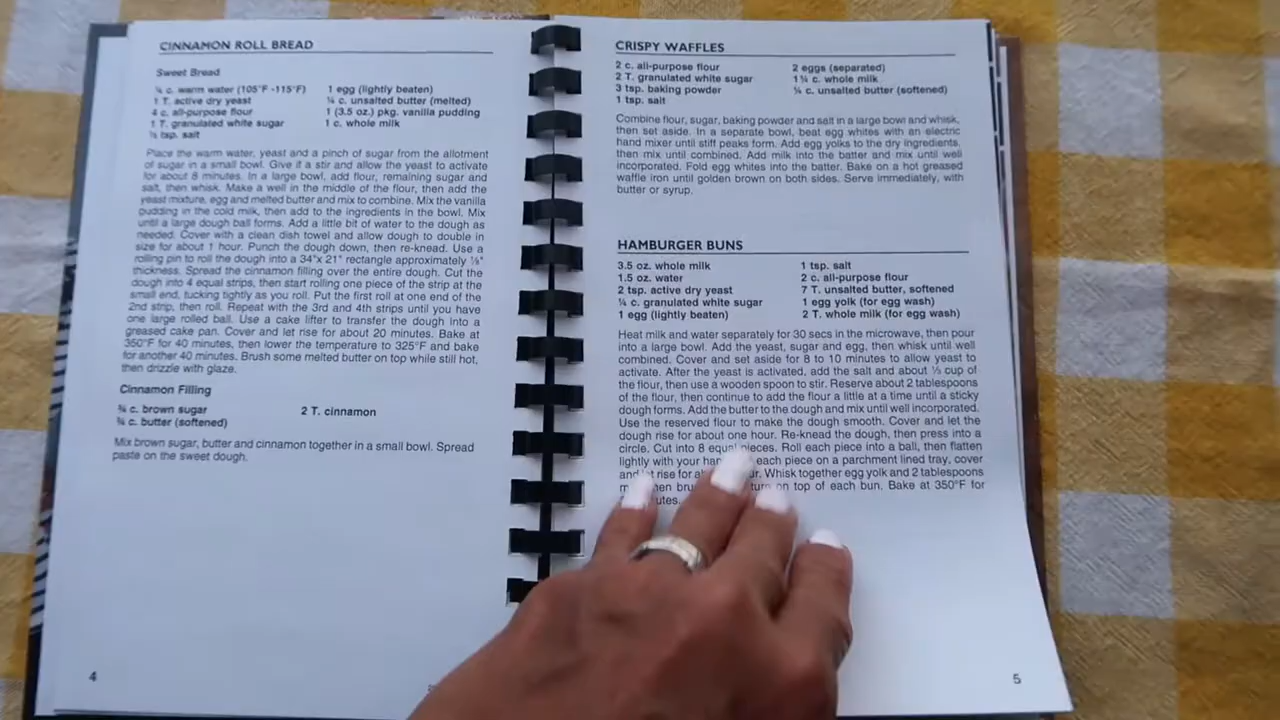 CINNAMON ROLL BREAD
Sweet Bread
c. warm water (105°F -115°F)
1 T. active dry yeast
4 c. all-purpose flour
1 T. granulated white sugar
tsp. salt
1 egg (lightly beaten)
¼ c. unsalted butter (melted)
1 (3.5 oz.) pkg. vanilla pudding
1 c. whole milk
Place the warm water, yeast and a pinch of sugar from the allotment
of sugar in a small bowl. Give it a stir and allow the yeast to activate
for about 8 minutes. In a large bowl, add flour, remaining sugar and
salt, then whisk. Make a well in the middle of the flour, then add the
yeast mixture, egg and melted butter and mix to combine. Mix the vanilla
pudding in the cold milk, then add to the ingredients in the bowl. Mix
until a large dough ball forms. Add a little bit of water to the dough as
needed. Cover with a clean dish towel and allow dough to double in
size for about 1 hour. Punch the dough down, then re-knead. Use a
rolling pin to roll the dough into a 34"x 21" rectangle approximately
thickness. Spread the cinnamon filling over the entire dough. Cut the
dough into 4 equal strips, then start rolling one piece of the strip at the
small end, tucking tightly as you roll. Put the first roll at one end of the
2nd strip, then roll. Repeat with the 3rd and 4th strips until you have
one large rolled ball. Use a cake lifter to transfer the dough into a
greased cake pan. Cover and let rise for about 20 minutes. Bake at
350°F for 40 minutes, then lower the temperature to 325°F and bake
for another 40 minutes. Brush some melted butter on top while still hot,
then drizzle with glaze.
Cinnamon Filling
¾ c. brown sugar
¾ c. butter (softened)
2 T. cinnamon
Mix brown sugar, butter and cinnamon together in a small bowl. Spread
paste on the sweet dough.
4
CRISPY WAFFLES
2 c. all-purpose flour
2 T. granulated white sugar
3 tsp. baking powder
1 tsp. salt
2 eggs (separated)
c. whole milk
c. unsalted butter (softened)
Combine flour, sugar, baking powder and salt in a large bowl and whisk,
then set aside. In a separate bowl, beat egg whites with an electric
hand mixer until stiff peaks form. Add egg yolks to the dry ingredients,
then mix until combined. Add milk into the batter and mix until well
incorporated. Fold egg whites into the batter. Bake on a hot greased
waffle iron until golden brown on both sides. Serve immediately, with
butter or syrup.
HAMBURGER BUNS
3.5 oz. whole milk
1.5 oz. water
2 tsp. active dry yeast
¼ c. granulated white sugar
1 egg (lightly beaten)
1 tsp. salt
2 c. all-purpose flour
7 T. unsalted butter, softened
1 egg yolk (for egg wash)
2 T. whole milk (for egg wash)
Heat milk and water separately for 30 secs in the microwave, then pour
into a large bowl. Add the yeast, sugar and egg, then whisk until well
combined. Cover and set aside for 8 to 10 minutes to allow yeast to
activate. After the yeast is activated, add the salt and about cup of
the flour, then use a wooden spoon to stir. Reserve about 2 tablespoons
of the flour, then continue to add the flour a little at a time until a sticky
dough forms. Add the butter to the dough and mix until well incorporated.
Use the reserved flour to make the dough smooth. Cover and let the
dough rise for about one hour. Re-knead the dough, then press into a
circle. Cut into 8 equal pieces. Roll each piece into a ball, then flatten
lightly with your each piece on a parchment lined tray, cover
and let rise for Whisk together egg yolk and 2 tablespoons
on top of each bun. Bake at 350°F for
5